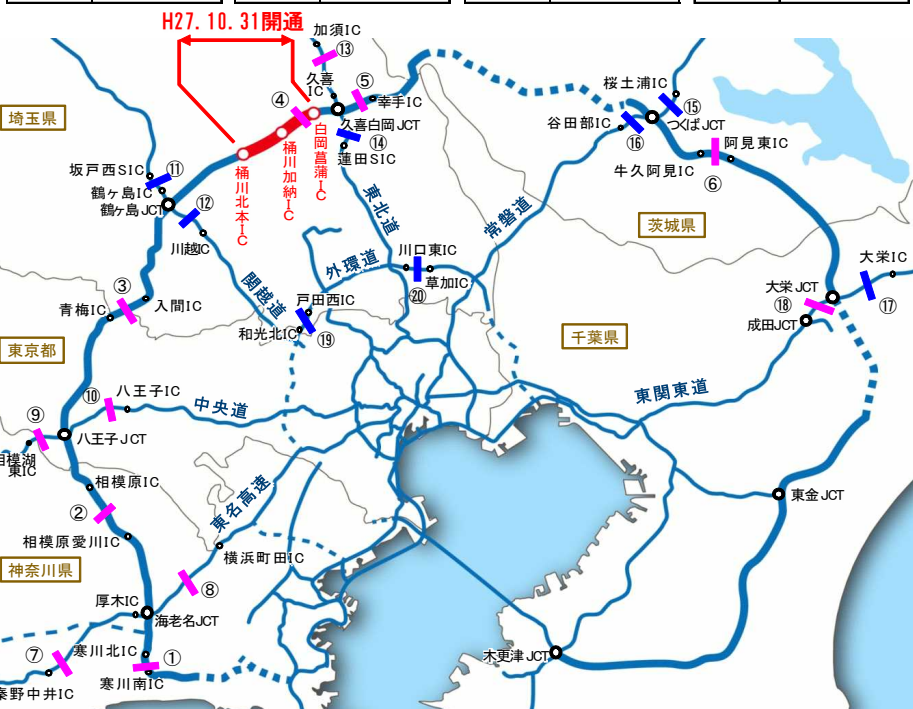 H27.10.31開通
加須IC
⑬
久喜
IC
⑤
幸手IC
④
久喜白岡JCT
⑭
蓮田SIC
白岡菖蒲IC
桶川加納IC
桶川北本IC
桜土浦IC
⑮
谷田部IC
⑯
つくばJCT
阿見東IC
牛久阿見IC
⑥
埼玉県
坂戸西SIC
⑪
鶴ヶ島IC
鶴ヶ島JCT
⑫
川越IC
東北道
常磐道
茨城県
川口東IC
草加IC
⑳
外環道
関越道
戸田西IC
和光北IC
⑲
大栄IC
大栄JCT
⑰
⑱
成田JCT
③
青梅IC
入間IC
千葉県
東京都
八王子IC
⑩
中央道
東関東道
⑨
八王子JCT
相模湖
東IC
相模原IC
②
東名高速
東金JCT
相模原愛川IC
横浜町田IC
神奈川県
⑧
厚木IC
海老名JCT
⑦
寒川北IC
①
寒川南IC
木更津JCT
秦野中井IC